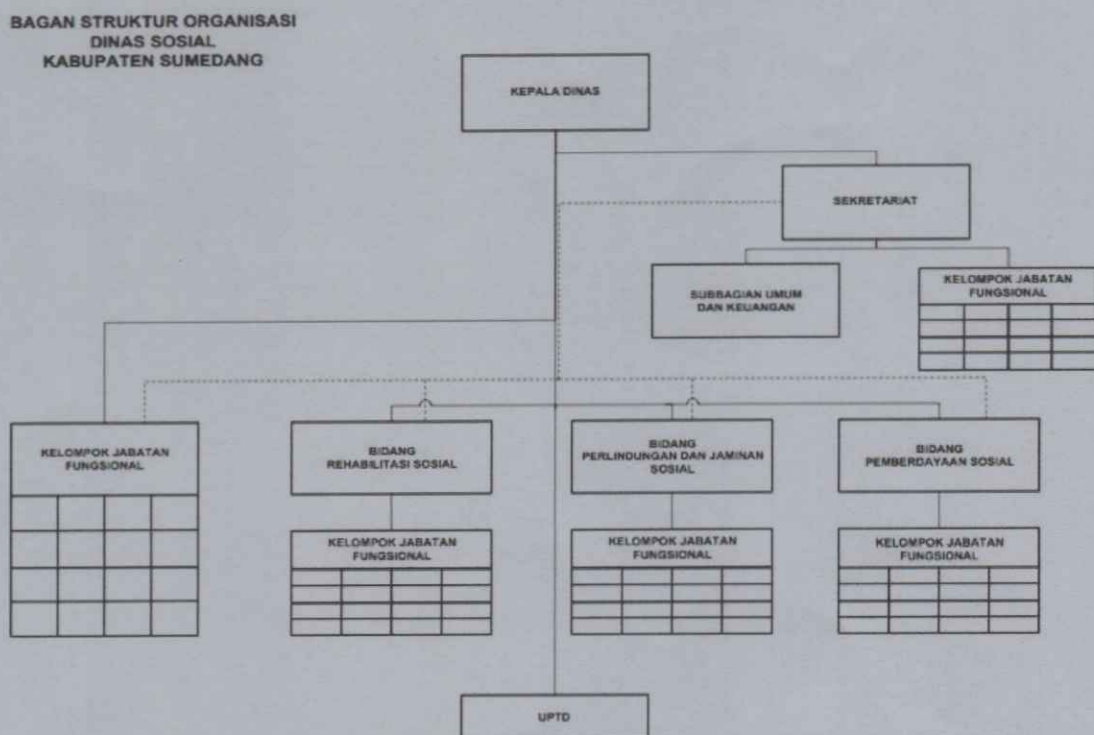 BAGAN STRUKTUR ORGANISASI
DINAS SOSIAL
KABUPATEN SUMEDANG
KEPALA DINAS
SEKRETARIAT
SUBBAGIAN UMUM
DAN KEUANGAN
KELOMPOK JABATAN
FUNGSIONAL
KELOMPOK JABATAN
FUNGSIONAL
BIDANG
REHABILITASI SOSIAL
BIDANG
PERLINDUNGAN DAN JAMINAN
SOSIAL
BIDANG
PEMBERDAYAAN SOSIAL
KELOMPOK JABATAN
FUNGSIONAL
KELOMPOK JABATAN
FUNGSIONAL
KELOMPOK JABATAN
FUNGSIONAL
UPTD